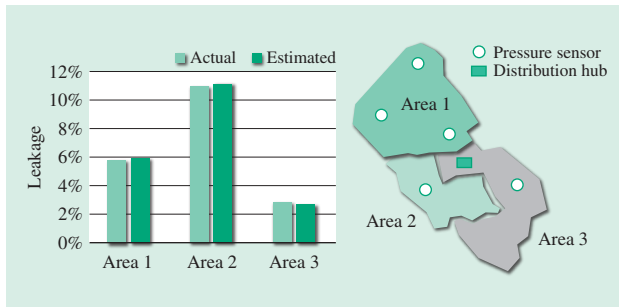 Actual Estimated
12%
10%
8%
6%
4%
2%
0%
Leakage
Area 1 Area 2 Area 3
Pressure sensor
Distribution hub
Area 1
Area 2
Area 3